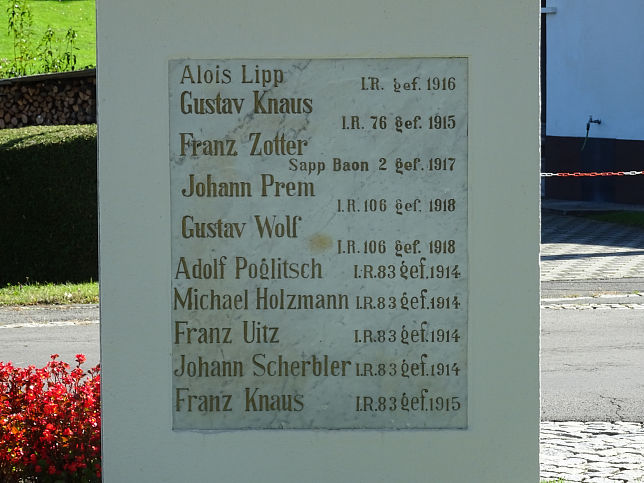 Alois Lipp
I.R. gef. 1916
Gustav Knaus
I.R. 76 gef. 1915
Franz Zotter
Sapp Baon 2 gef. 1917
Johann Prem
I.R. 106 gef. 1918
Gustav Wolf
I.R. 106 gef. 1918
Adolf Poglitsch I.R. 83 gef. 1914
Michael Holzmann I.R. 83 gef. 1914
Franz Uitz I.R. 83 gef. 1914
Johann Scherbler I.R. 83 gef. 1914
Franz Knaus I.R. 83 gef. 1915